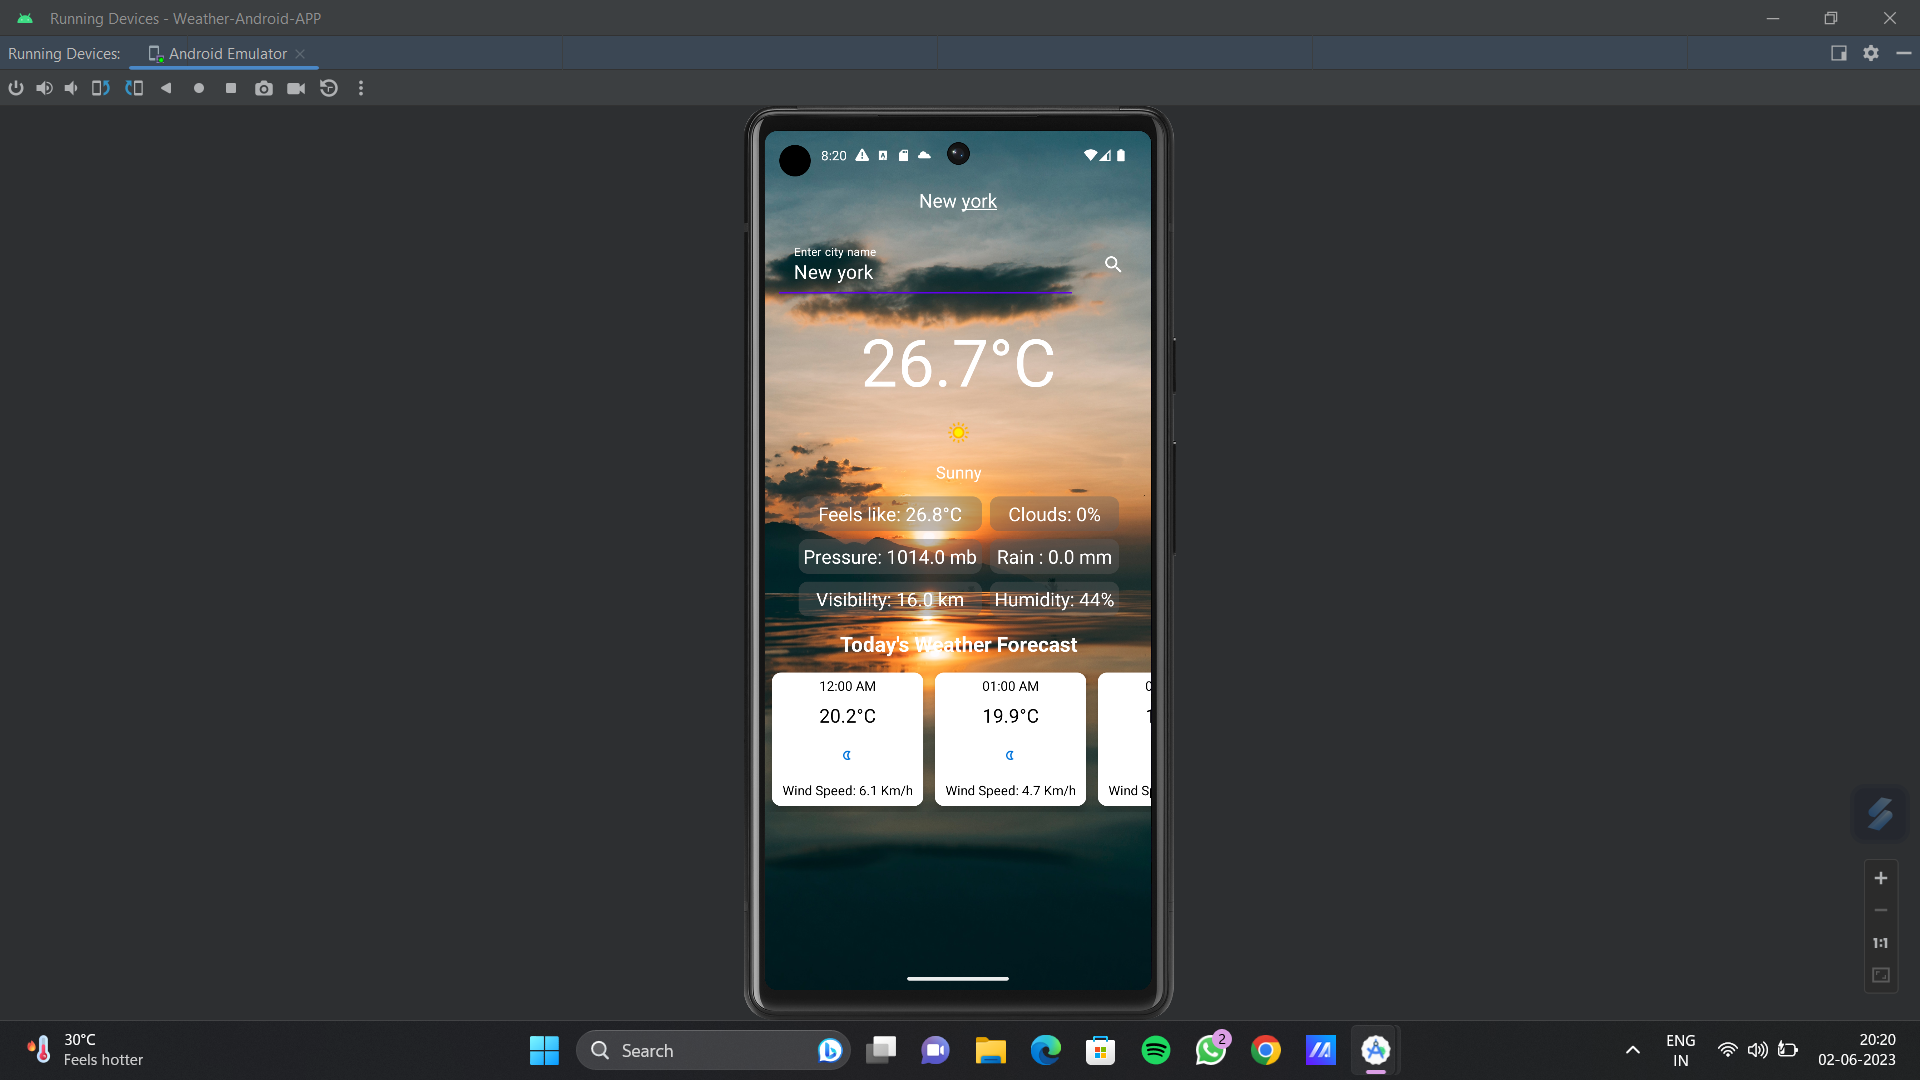 Running Devices - Weather-Android-APP
Running Devices: Android Emulator
8:20
New york
Enter city name
New york
26.7°C
Sunny
Feels like: 26.8°C Clouds: 0%
Pressure: 1014.0 mb Rain : 0.0 mm
Visibility: 16.0 km Humidity: 44%
Today's Weather Forecast
12:00 AM 01:00 AM
20.2°C 19.9°C
Wind Speed: 6.1 Km/h Wind Speed: 4.7 Km/h Wind
1:1
30°C
Feels hotter
Search
2
ENG
IN
20:20
02-06-2023